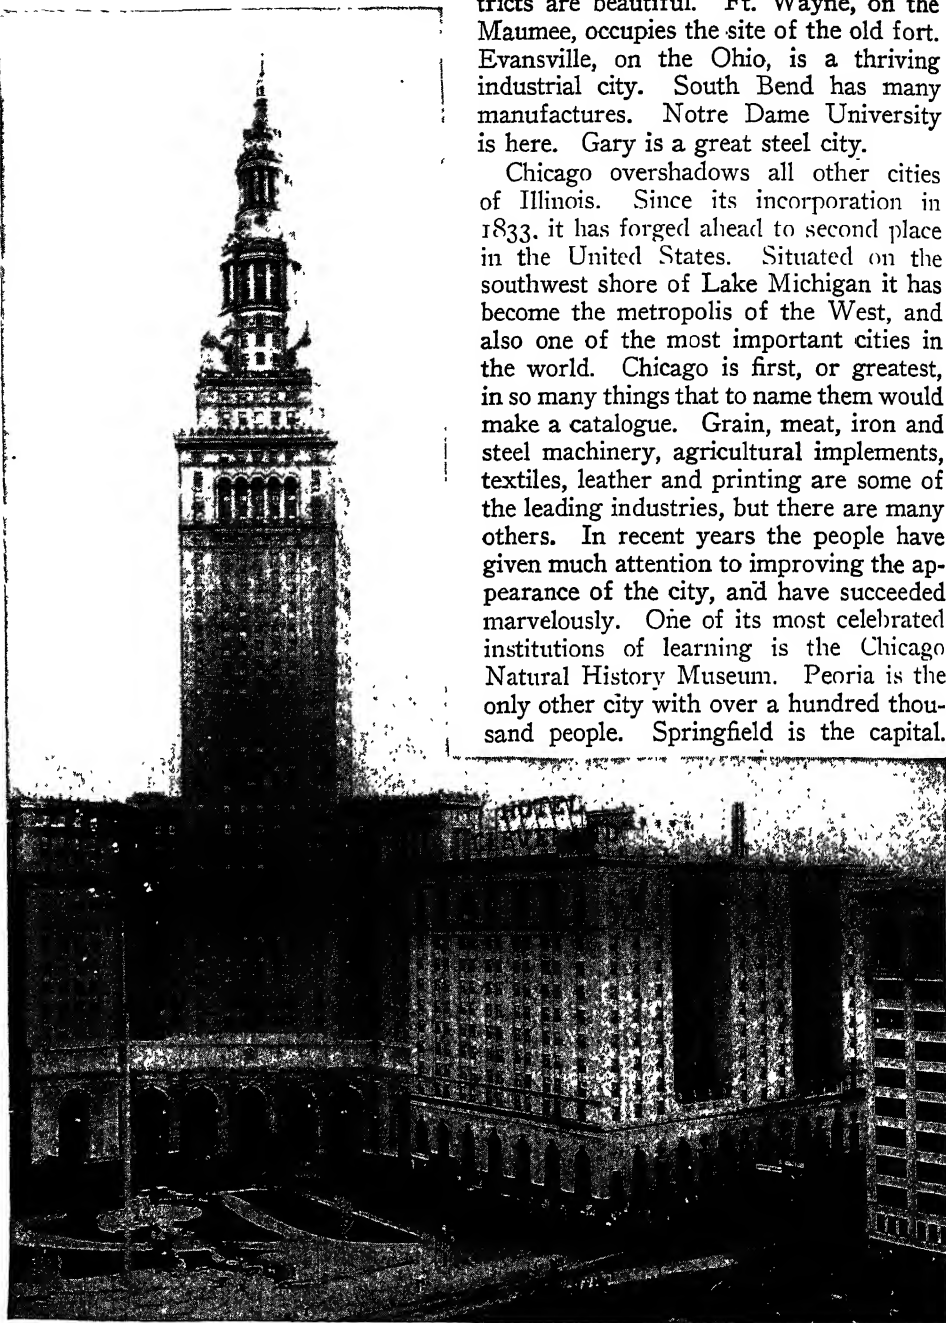 tricts are beautiful. Ft. Wayne, on the
Maumee, occupies the site of the old fort.
Evansville, on the Ohio, is a thriving
industrial city. South Bend has many
manufactures. Notre Dame University
is here. Gary is a great steel city.
Chicago overshadows all other cities
of Illinois. Since its incorporation in
1833, it has forged ahead to second place
in the United States. Situated on the
southwest shore of Lake Michigan it has
become the metropolis of the West, and
also one of the most important cities in
the world. Chicago is first, or greatest,
in so many things that to name them would
make a catalogue. Grain, meat, iron and
steel machinery, agricultural implements,
textiles, leather and printing are some of
the leading industries, but there are many
others. In recent years the people have
given much attention to improving the ap-
pearance of the city, and have succeeded
marvelously. One of its most celebrated
institutions of learning is the Chicago
Natural History Museum. Peoria is the
only other city with over a hundred thou-
sand people. Springfield is the capital.
HOTEL